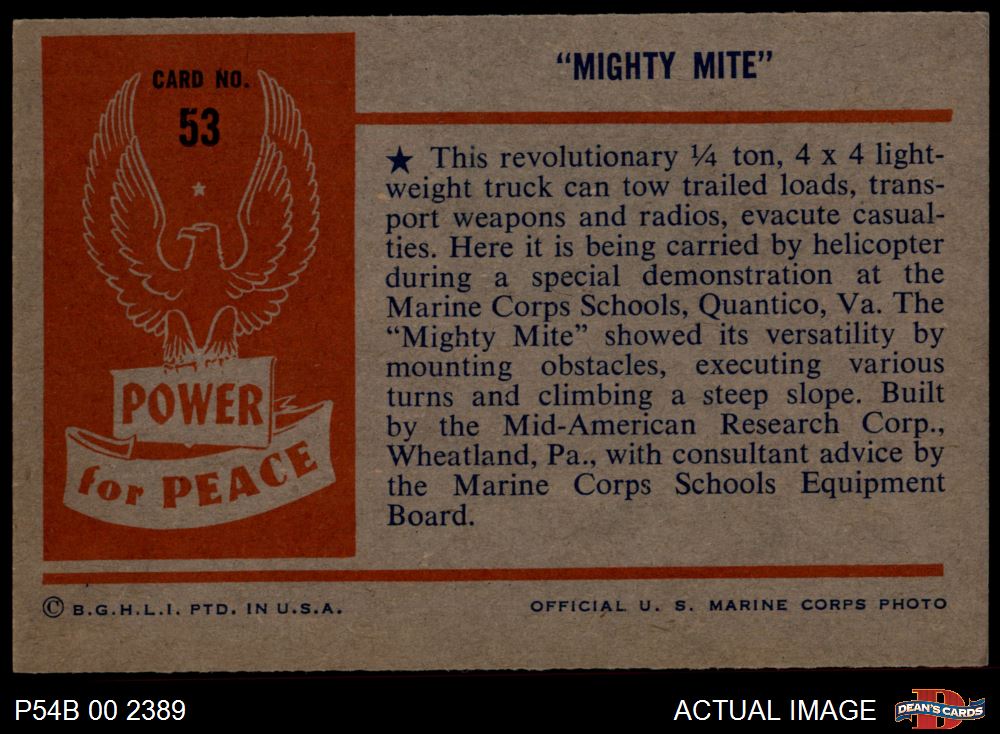 CARD NO.
53
POWER
for PEACE
“MIGHTY MITE”
★ This revolutionary ¼ ton, 4 x 4 light-
weight truck can tow trailed loads, trans-
port weapons and radios, evacute casual-
ties. Here it is being carried by helicopter
during a special demonstration at the
Marine Corps Schools, Quantico, Va. The
“Mighty Mite” showed its versatility by
mounting obstacles, executing various
turns and climbing a steep slope. Built
by the Mid-American Research Corp.,
Wheatland, Pa., with consultant advice by
the Marine Corps Schools Equipment
Board.
© B.G.H.L.I. PTD. IN U.S.A.
OFFICIAL U. S. MARINE CORPS PHOTO
P54B 00 2389
ACTUAL IMAGE
DEAN'S CARDS